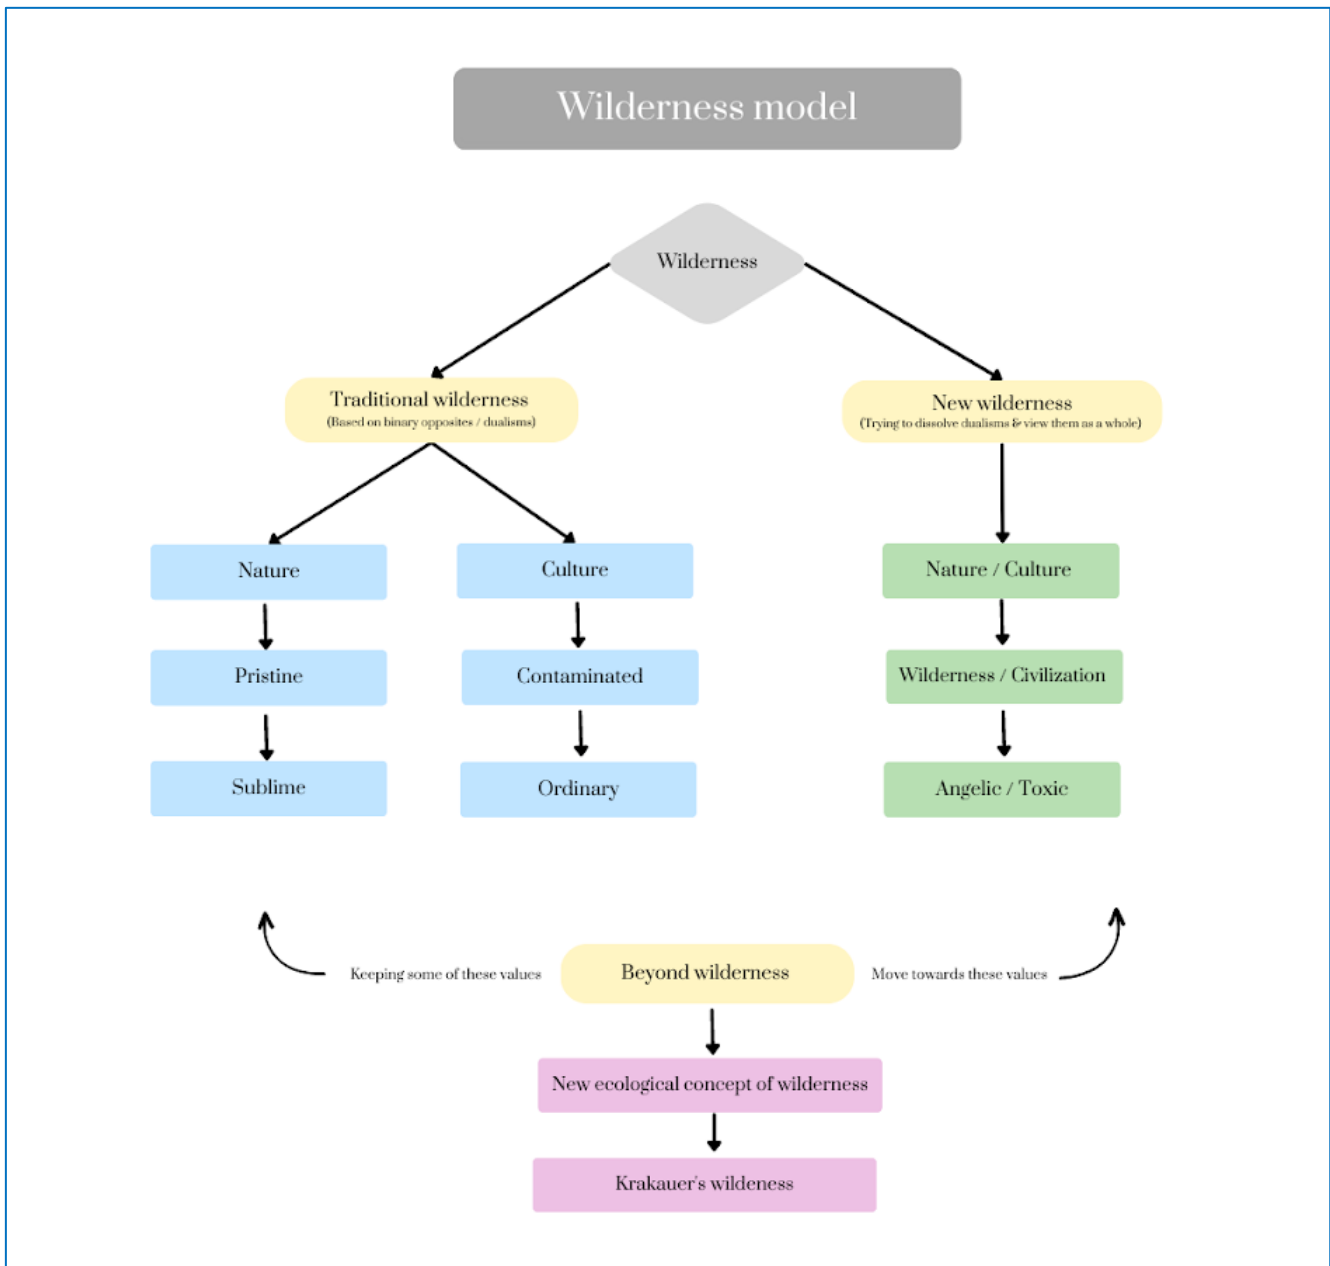 Wilderness model
Wilderness
Traditional wilderness
(Based on binary opposites / dualisms)
New wilderness
(Trying to dissolve dualisms & view them as a whole)
Nature
Culture
Nature / Culture
Pristine
Contaminated
Wilderness / Civilization
Sublime
Ordinary
Angelic / Toxic
Keeping some of these values
Beyond wilderness
Move towards these values
New ecological concept of wilderness
Krakauer's wildeness